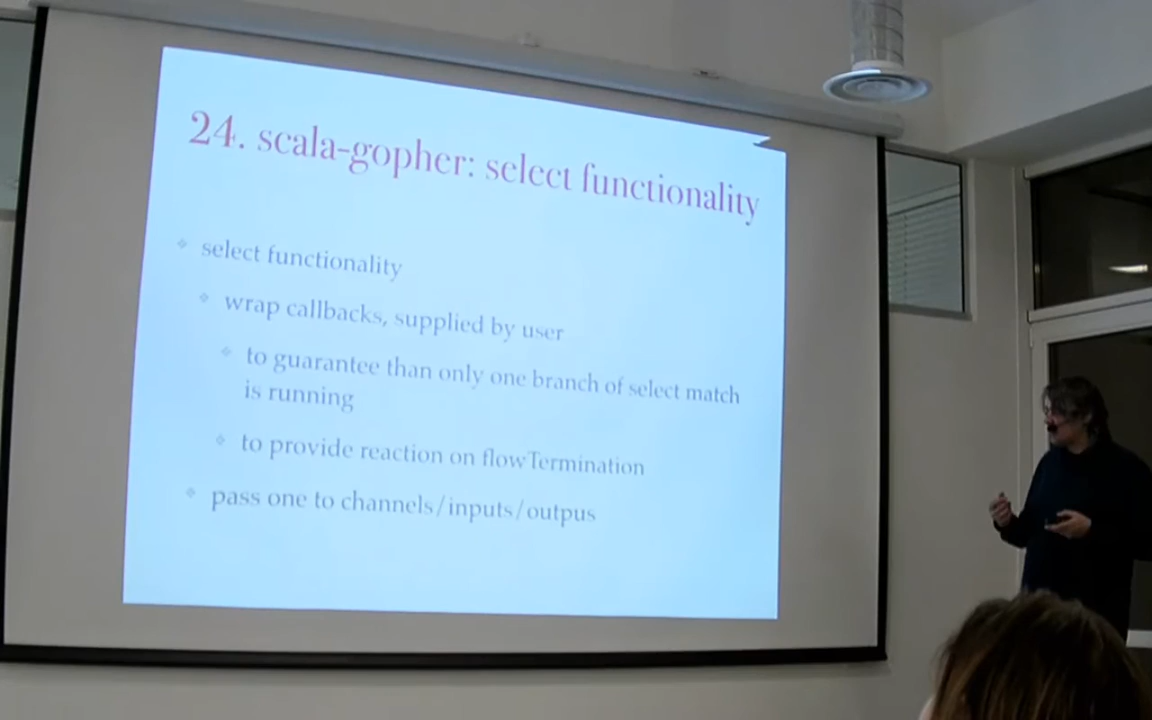 24. scala-gopher: select functionality
select functionality
wrap callbacks, supplied by user
to guarantee than only one branch of select match
is running
to provide reaction on flowTermination
pass one to channels/inputs/outpus